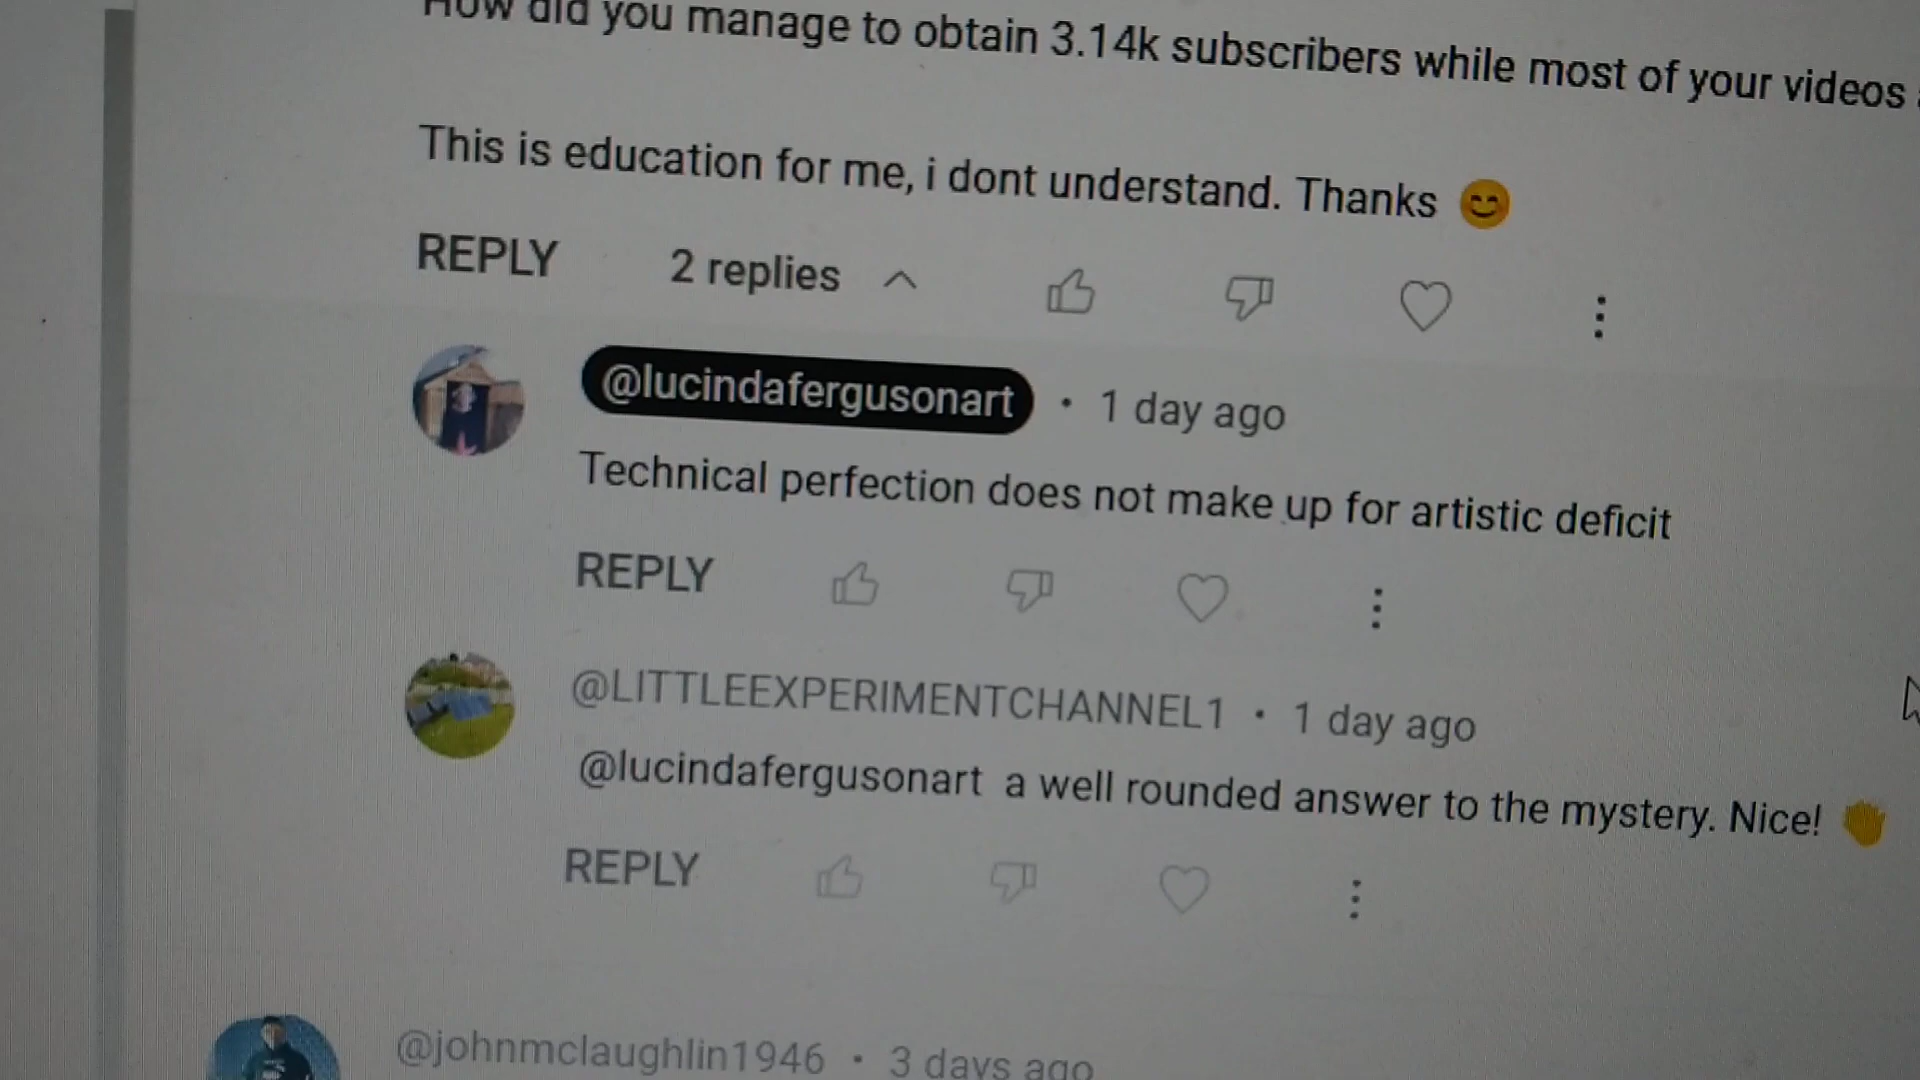 How did you manage to obtain 3.14k subscribers while most of your videos
This is education for me, i dont understand. Thanks 😊
REPLY 2 replies
@lucindafergusonart · 1 day ago
Technical perfection does not make up for artistic deficit
REPLY
@LITTLEEXPERIMENTCHANNEL1 · 1 day ago
@lucindafergusonart a well rounded answer to the mystery. Nice! 👏
REPLY
@johnmclaughlin1946 · 3 days ago